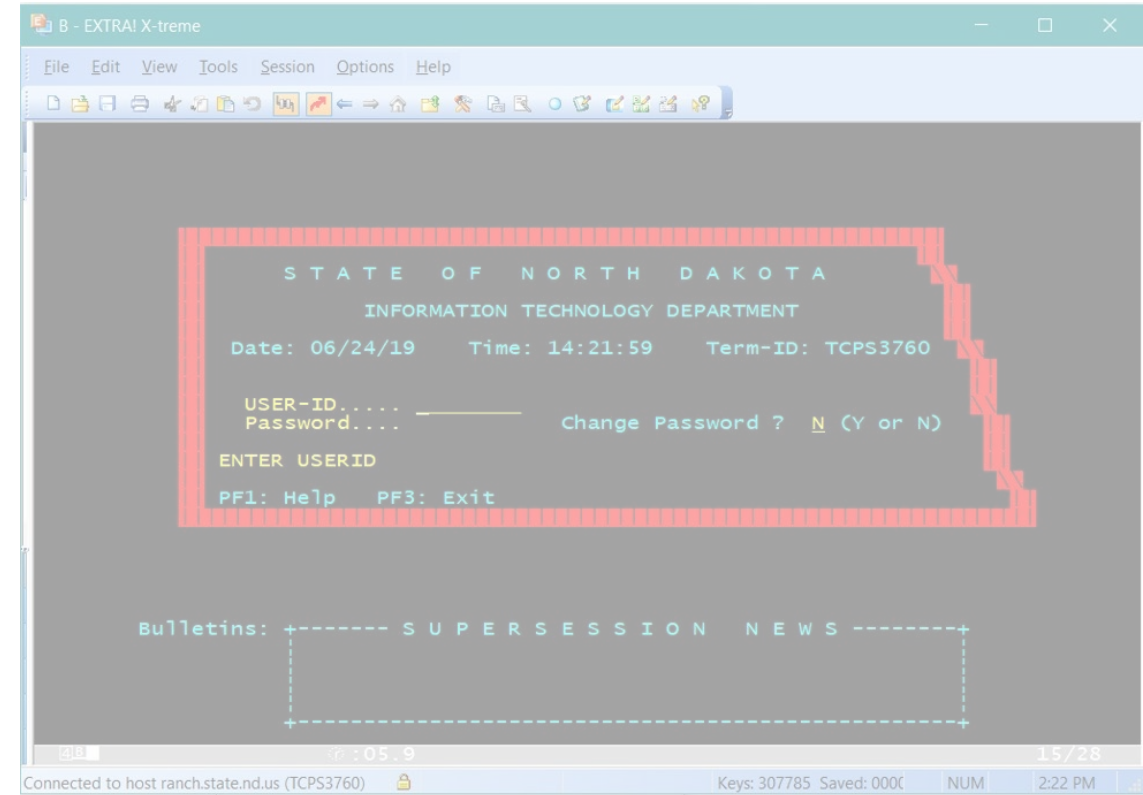 B - EXTRA! X-treme
File Edit View Tools Session Options Help
S T A T E O F N O R T H D A K O T A
INFORMATION TECHNOLOGY DEPARTMENT
Date: 06/24/19 Time: 14:21:59 Term-ID: TCPS3760
USER-ID..... 
Password.... Change Password ? N (Y or N)
ENTER USERID
PF1: Help PF3: Exit
Bulletins: +------- S U P E R S E S S I O N N E W S --------+
4B :05.9 15/28
Connected to host ranch.state.nd.us (TCPS3760) Keys: 307785 Saved: 0000 NUM 2:22 PM